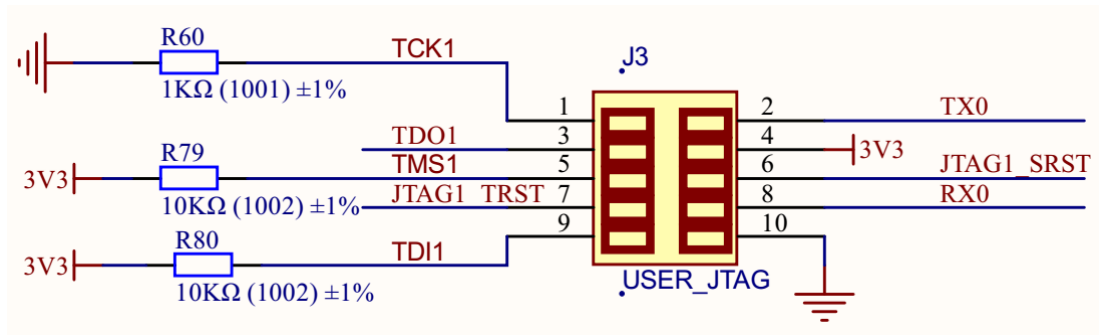 R60
TCK1
1KΩ (1001) ±1%
J3
1
2
TX0
TDO1
3
4
3V3
R79
3V3
TMS1
5
6
JTAG1_SRST
10KΩ (1002) ±1%
JTAG1_TRST
7
8
RX0
R80
9
10
3V3
TDI1
10KΩ (1002) ±1%
USER_JTAG